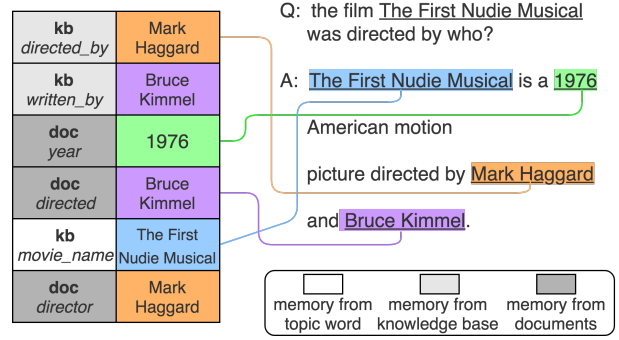 kb
directed_by
Mark
Haggard
kb
written_by
Bruce
Kimmel
doc
year
1976
doc
directed
Bruce
Kimmel
kb
movie_name
The First
Nudie Musical
doc
director
Mark
Haggard
Q: the film The First Nudie Musical
was directed by who?
A: The First Nudie Musical is a 1976
American motion
picture directed by Mark Haggard
and Bruce Kimmel.
memory from
topic word
memory from
knowledge base
memory from
documents